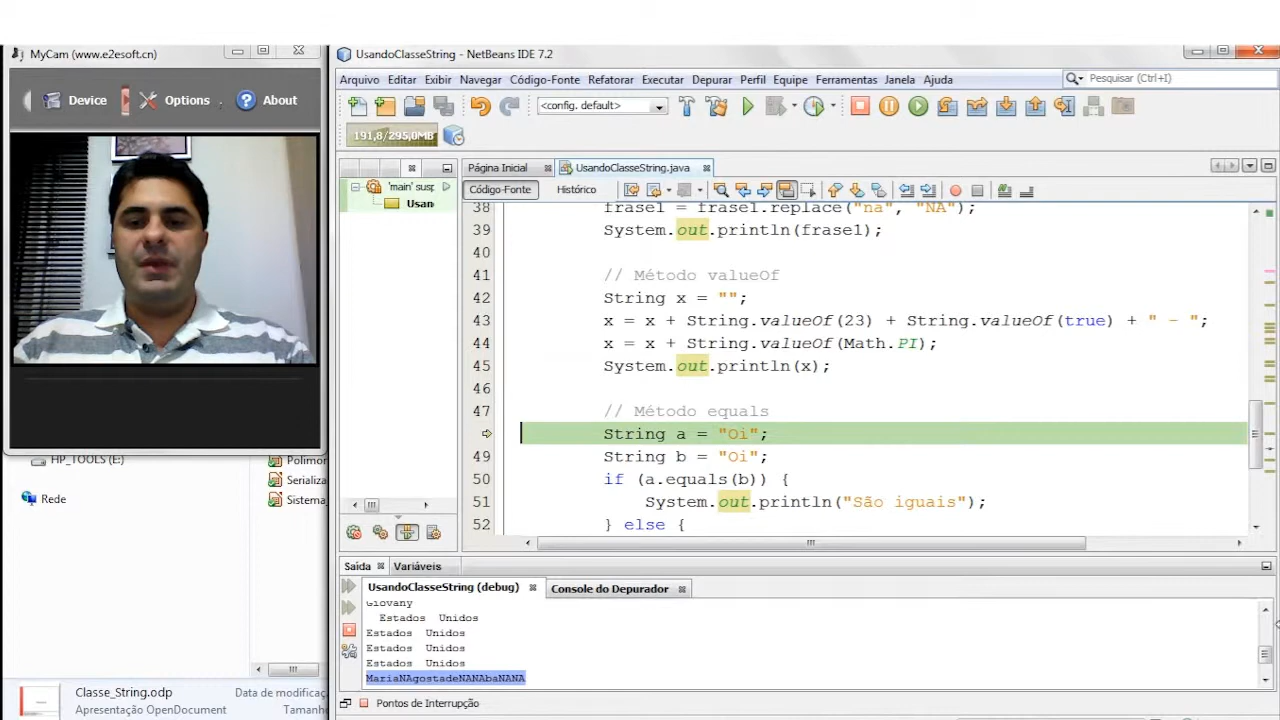 MyCam (www.e2esoft.cn)
Device
Options
About
HP_TOOLS (E:)
Rede
Polimor
Serializa
Sistema_
Classe_String.odp
Data de modificaç
Apresentação OpenDocument
Tamanho
UsandoClasseString - NetBeans IDE 7.2
Arquivo Editar Exibir Navegar Código-Fonte Refatorar Executar Depurar Perfil Equipe Ferramentas Janela Ajuda
Pesquisar (Ctrl+I)
<config. default>
191,8/295,0MB
Página Inicial
UsandoClasseString.java
'main' susp
Usan
Código-Fonte
Histórico
38 frase1 = frase1.replace("na", "NA");
39 System.out.println(frase1);
40
41 // Método valueOf
42 String x = "";
43 x = x + String.valueOf(23) + String.valueOf(true) + " - ";
44 x = x + String.valueOf(Math.PI);
45 System.out.println(x);
46
47 // Método equals
String a = "Oi";
49 String b = "Oi";
50 if (a.equals(b)) {
51 System.out.println("São iguais");
52 } else {
Saída
Variáveis
UsandoClasseString (debug)
Console do Depurador
Giovany
Estados Unidos
Estados Unidos
Estados Unidos
Estados Unidos
MariaNAgostadeNANAbaNANA
Pontos de Interrupção